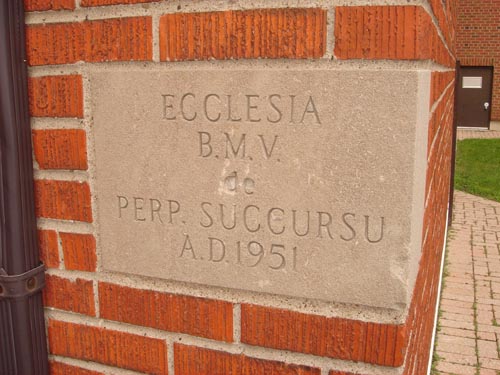 ECCLESIA
B.M.V.
de
PERP. SUCCURSU
A.D.1951